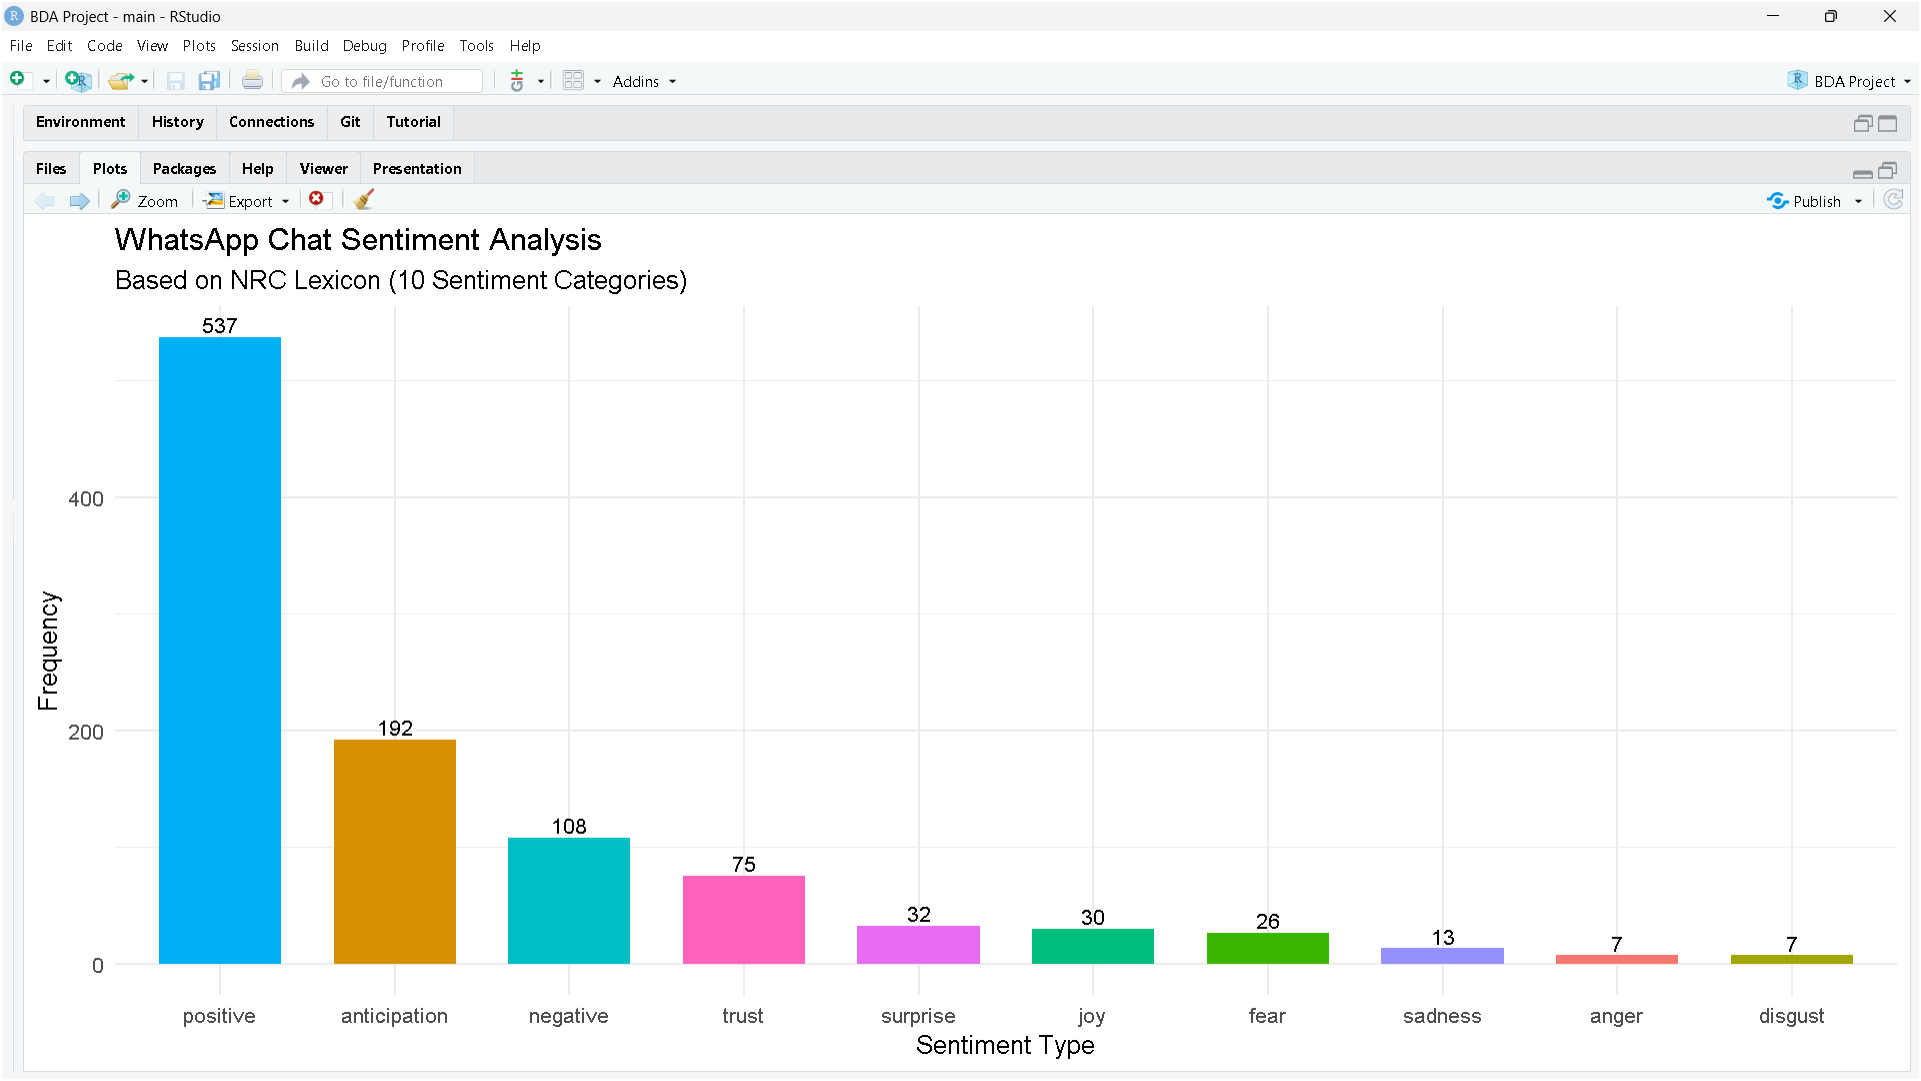 BDA Project - main - RStudio
File Edit Code View Plots Session Build Debug Profile Tools Help
Go to file/function Addins BDA Project
Environment History Connections Git Tutorial
Files Plots Packages Help Viewer Presentation
Zoom Export Publish
WhatsApp Chat Sentiment Analysis
Based on NRC Lexicon (10 Sentiment Categories)
537
400
Frequency
200
192
108
75
32
30
26
13
7
7
0
positive anticipation negative trust surprise joy fear sadness anger disgust
Sentiment Type